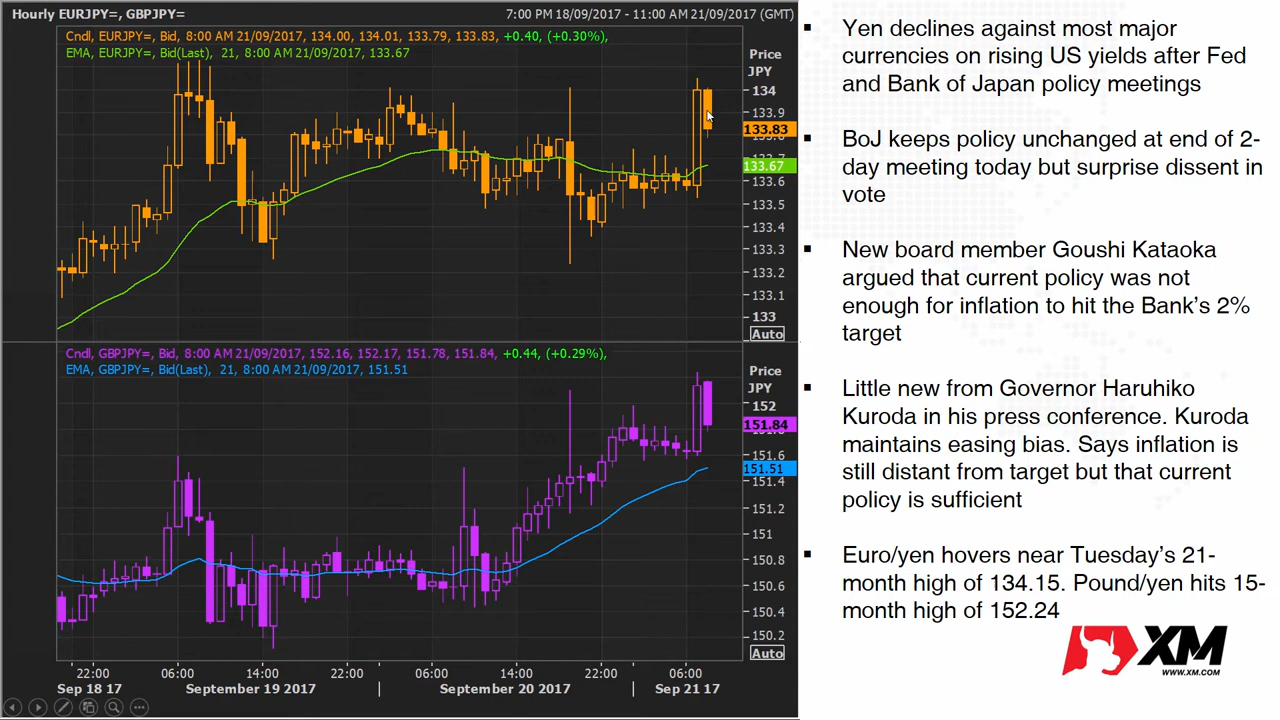 Hourly EURJPY=, GBPJPY=
7:00 PM 18/09/2017 - 11:00 AM 21/09/2017 (GMT)
Cndl, EURJPY=, Bid, 8:00 AM 21/09/2017, 134.00, 134.01, 133.79, 133.83, +0.40, (+0.30%),
EMA, EURJPY=, Bid(Last), 21, 8:00 AM 21/09/2017, 133.67
Price
JPY
134
133.9
133.83
133.67
133.6
133.5
133.4
133.3
133.2
133.1
133
Auto
Cndl, GBPJPY=, Bid, 8:00 AM 21/09/2017, 152.16, 152.17, 151.78, 151.84, +0.44, (+0.29%),
EMA, GBPJPY=, Bid(Last), 21, 8:00 AM 21/09/2017, 151.51
Price
JPY
152
151.84
151.6
151.51
151.4
151.2
151
150.8
150.6
150.4
150.2
Auto
22:00 06:00 14:00 22:00 06:00 14:00 22:00 06:00
Sep 18 17 September 19 2017 September 20 2017 Sep 21 17
Yen declines against most major
currencies on rising US yields after Fed
and Bank of Japan policy meetings
BoJ keeps policy unchanged at end of 2-
day meeting today but surprise dissent in
vote
New board member Goushi Kataoka
argued that current policy was not
enough for inflation to hit the Bank's 2%
target
Little new from Governor Haruhiko
Kuroda in his press conference. Kuroda
maintains easing bias. Says inflation is
still distant from target but that current
policy is sufficient
Euro/yen hovers near Tuesday's 21-
month high of 134.15. Pound/yen hits 15-
month high of 152.24
XM
WWW.XM.COM